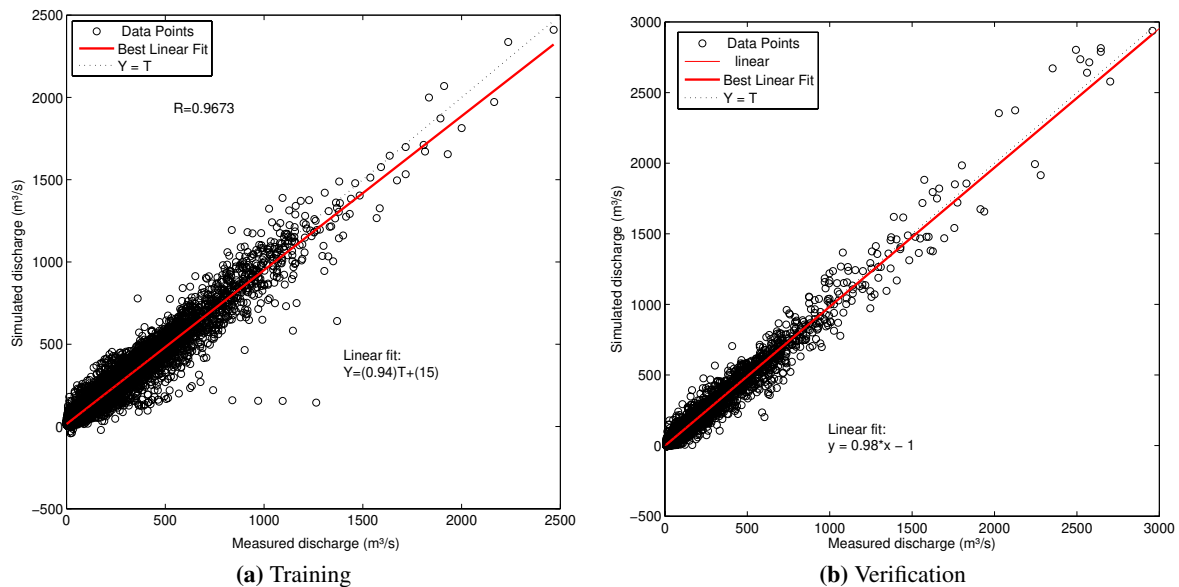 2500
2000
1500
1000
500
0
−500
0
500
1000
1500
2000
2500
Simulated discharge (m³/s)
Measured discharge (m³/s)
Data Points
Best Linear Fit
Y = T
R=0.9673
Linear fit:
Y=(0.94)T+(15)
(a) Training
3000
2500
2000
1500
1000
500
0
−500
0
500
1000
1500
2000
2500
3000
Simulated discharge (m³/s)
Measured discharge (m³/s)
Data Points
linear
Best Linear Fit
Y = T
Linear fit:
y = 0.98*x − 1
(b) Verification